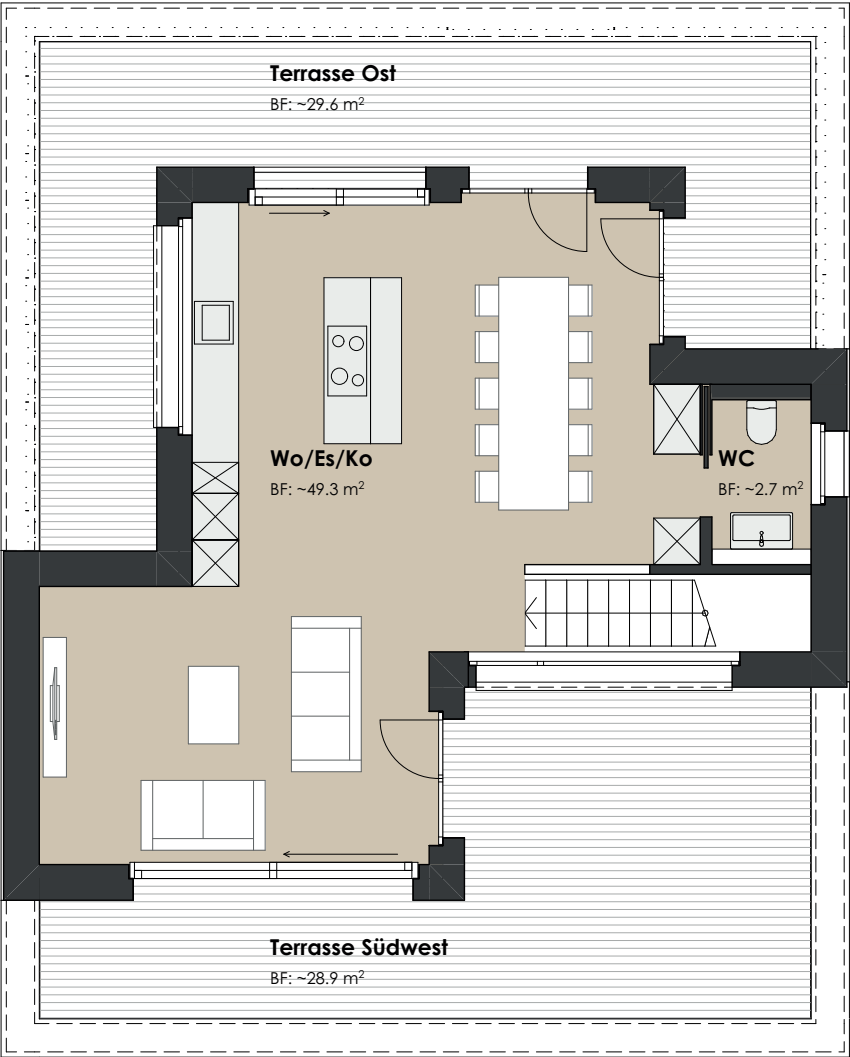 Terrasse Ost
BF: ~29.6 m²
Wo/Es/Ko
BF: ~49.3 m²
WC
BF: ~2.7 m²
Terrasse Südwest
BF: ~28.9 m²